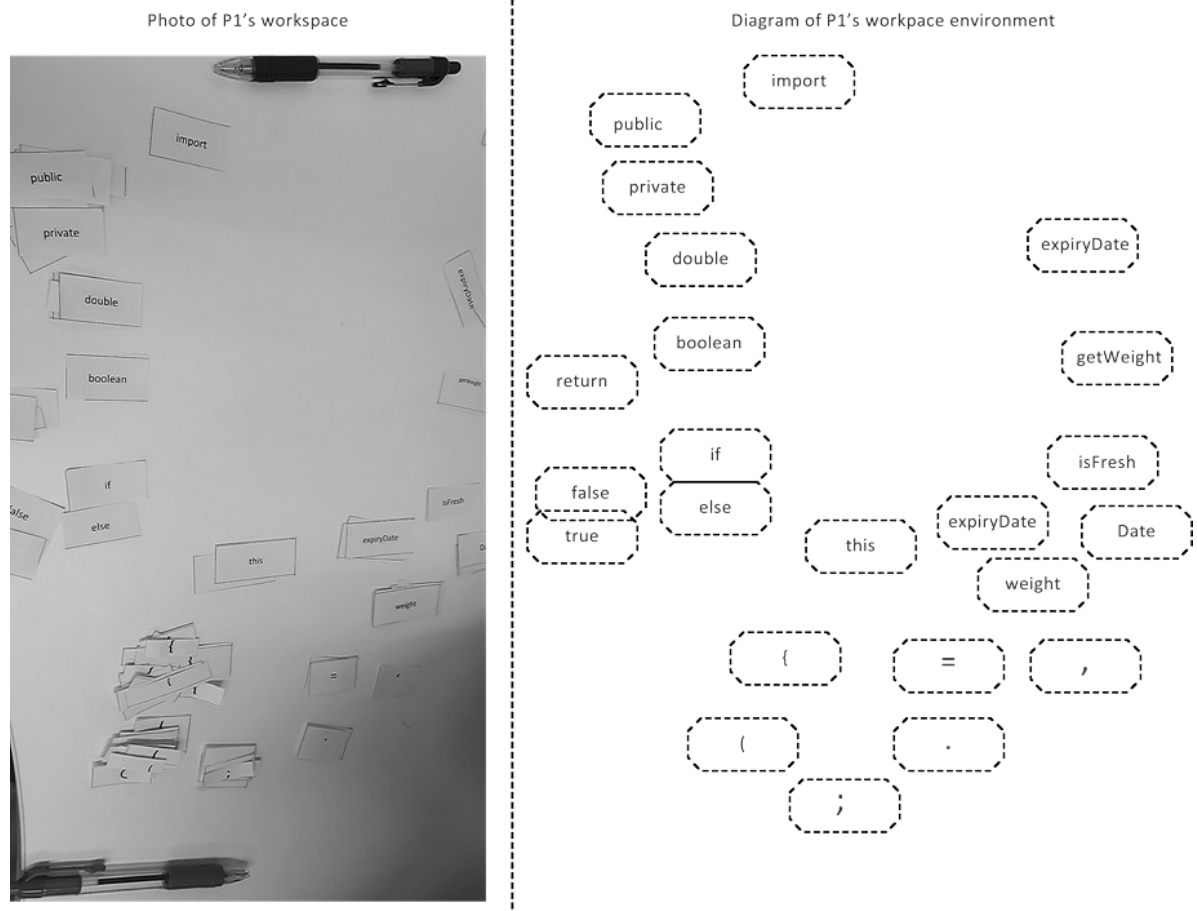 Photo of P1's workspace
import
public
private
double
expiryDate
boolean
getWeight
if
false
else
isFresh
expiryDate
this
weight
{
=
,
.
(
;
Diagram of P1's workpace environment
import
public
private
expiryDate
double
boolean
getWeight
return
if
isFresh
false
else
expiryDate
Date
true
this
weight
{
=
,
(
.
;